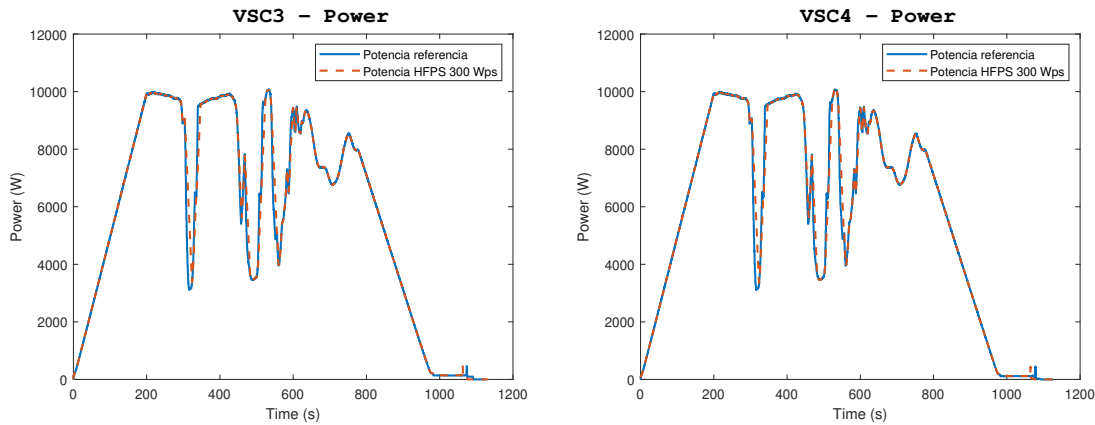 VSC3 – Power
12000
10000
8000
6000
4000
2000
0
Power (W)
Potencia referencia
Potencia HFPS 300 Wps
0 200 400 600 800 1000 1200
Time (s)
VSC4 – Power
12000
10000
8000
6000
4000
2000
0
Power (W)
Potencia referencia
Potencia HFPS 300 Wps
0 200 400 600 800 1000 1200
Time (s)